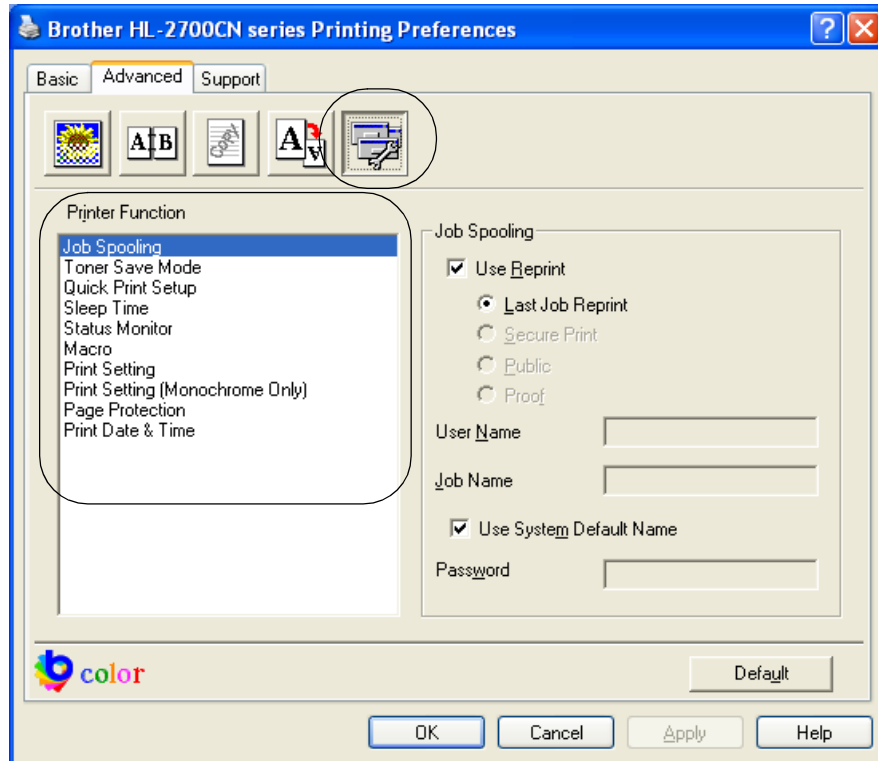 Brother HL-2700CN series Printing Preferences
Basic
Advanced
Support
A B
Copy
A A
Printer Function
Job Spooling
Toner Save Mode
Quick Print Setup
Sleep Time
Status Monitor
Macro
Print Setting
Print Setting (Monochrome Only)
Page Protection
Print Date & Time
Job Spooling
Use Reprint
Last Job Reprint
Secure Print
Public
Proof
User Name
Job Name
Use System Default Name
Password
color
Default
OK
Cancel
Apply
Help